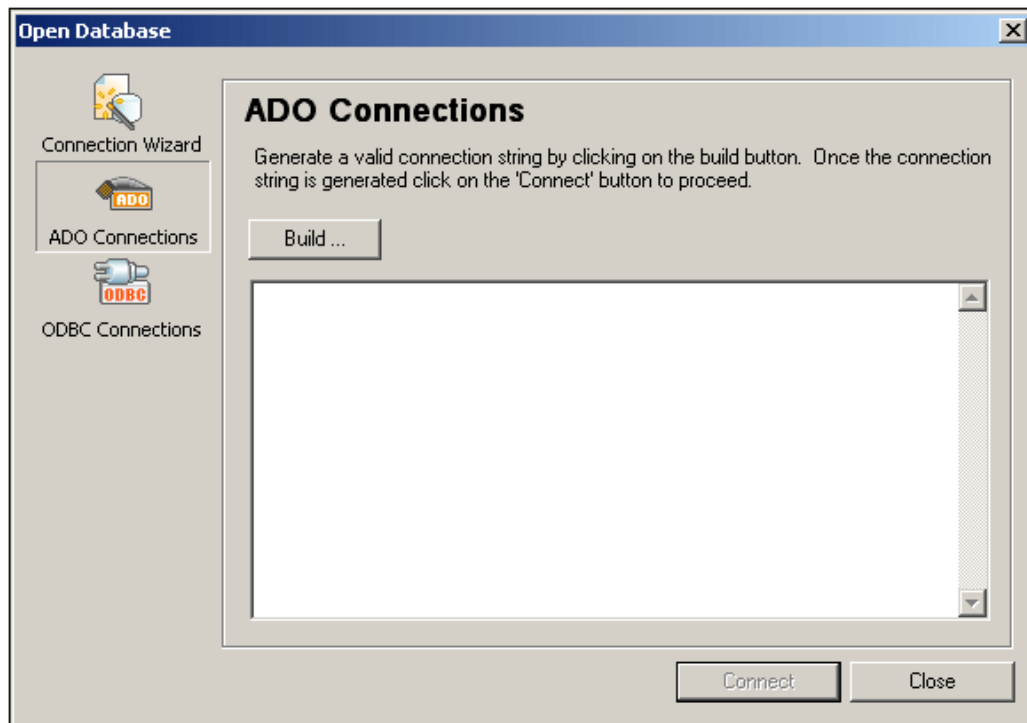 Open Database
Connection Wizard
ADO
ADO Connections
ODBC
ODBC Connections
ADO Connections
Generate a valid connection string by clicking on the build button.  Once the connection
string is generated click on the 'Connect' button to proceed.
Build ...
Connect
Close